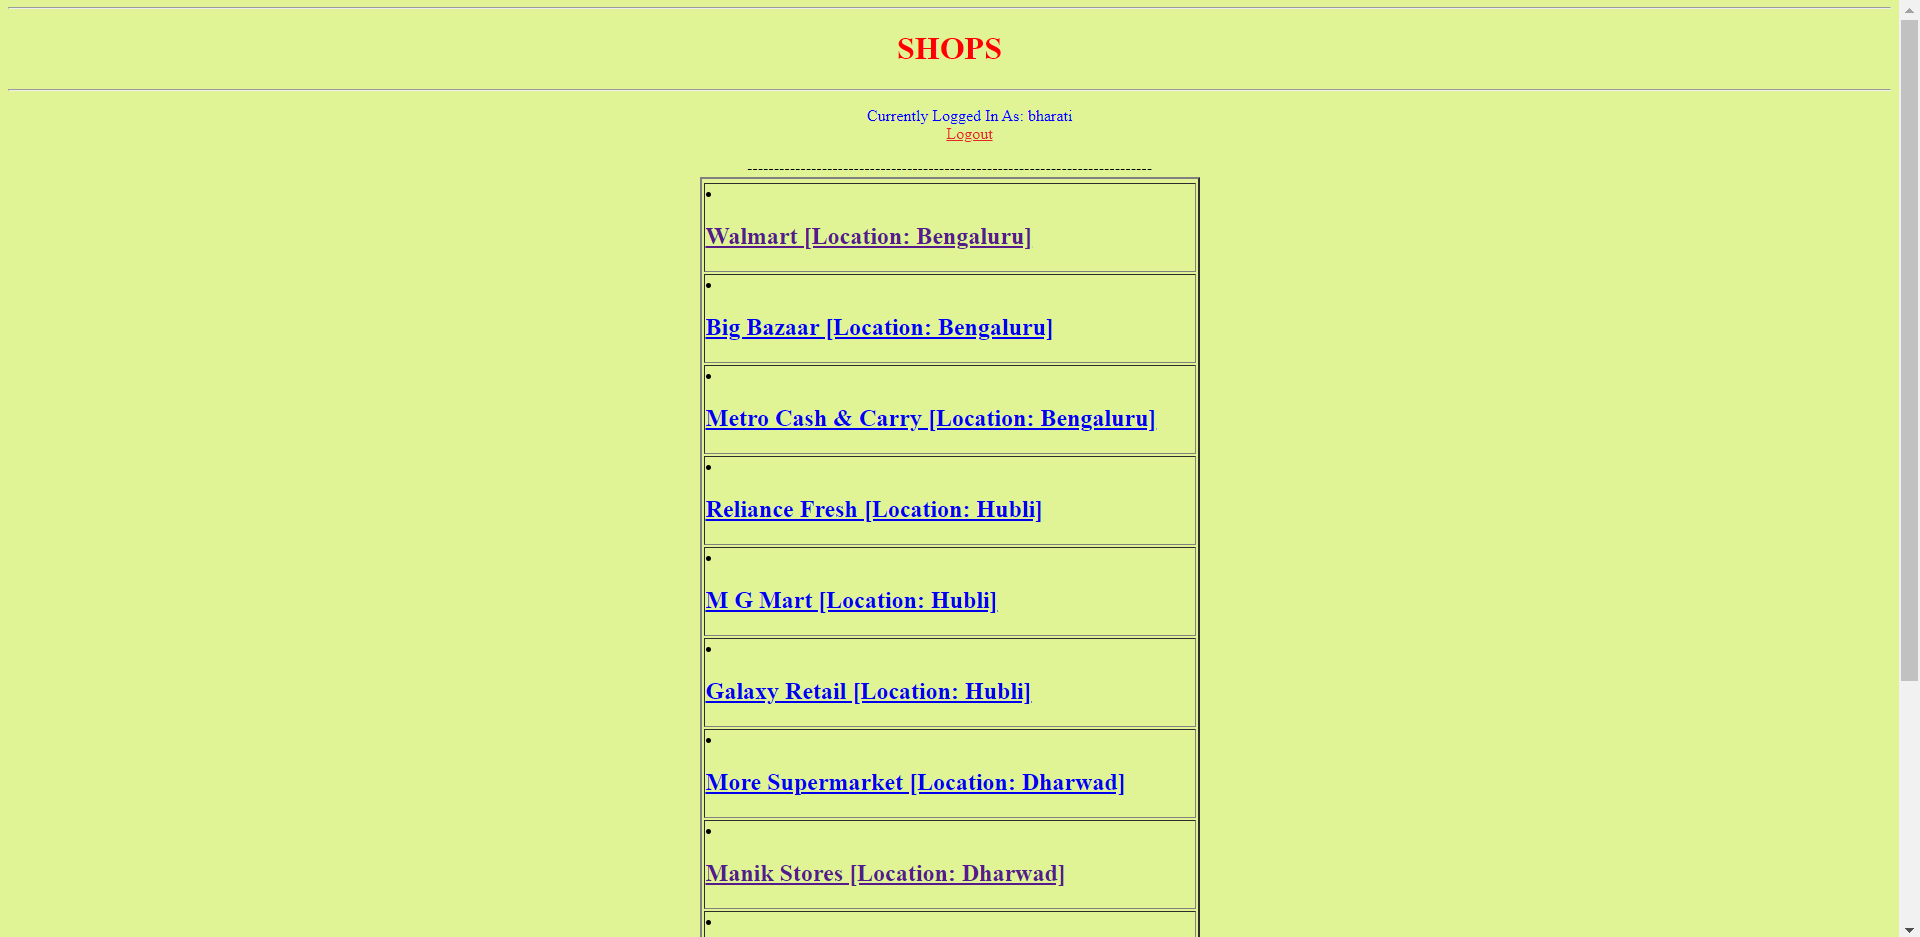 SHOPS
Currently Logged In As: bharati
Logout
-----------------------------------------------------------------------------
• 
Walmart [Location: Bengaluru]
• 
Big Bazaar [Location: Bengaluru]
• 
Metro Cash & Carry [Location: Bengaluru]
• 
Reliance Fresh [Location: Hubli]
• 
M G Mart [Location: Hubli]
• 
Galaxy Retail [Location: Hubli]
• 
More Supermarket [Location: Dharwad]
• 
Manik Stores [Location: Dharwad]
•